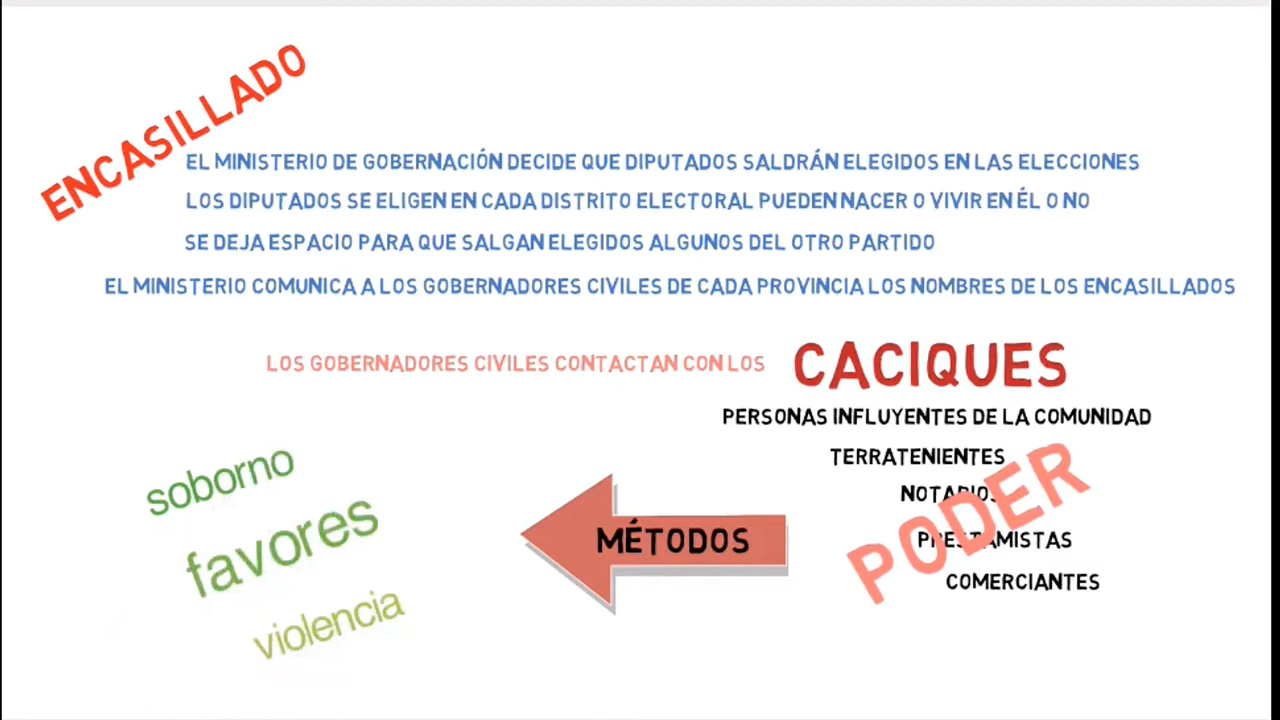 ENCASILLADO
EL MINISTERIO DE GOBERNACIÓN DECIDE QUE DIPUTADOS SALDRÁN ELEGIDOS EN LAS ELECCIONES
LOS DIPUTADOS SE ELIGEN EN CADA DISTRITO ELECTORAL PUEDEN NACER O VIVIR EN ÉL O NO
SE DEJA ESPACIO PARA QUE SALGAN ELEGIDOS ALGUNOS DEL OTRO PARTIDO
EL MINISTERIO COMUNICA A LOS GOBERNADORES CIVILES DE CADA PROVINCIA LOS NOMBRES DE LOS ENCASILLADOS
LOS GOBERNADORES CIVILES CONTACTAN CON LOS CACIQUES
PERSONAS INFLUYENTES DE LA COMUNIDAD
TERRATENIENTES
NOTARIOS
PRESTAMISTAS
COMERCIANTES
PODER
MÉTODOS
soborno
favores
violencia